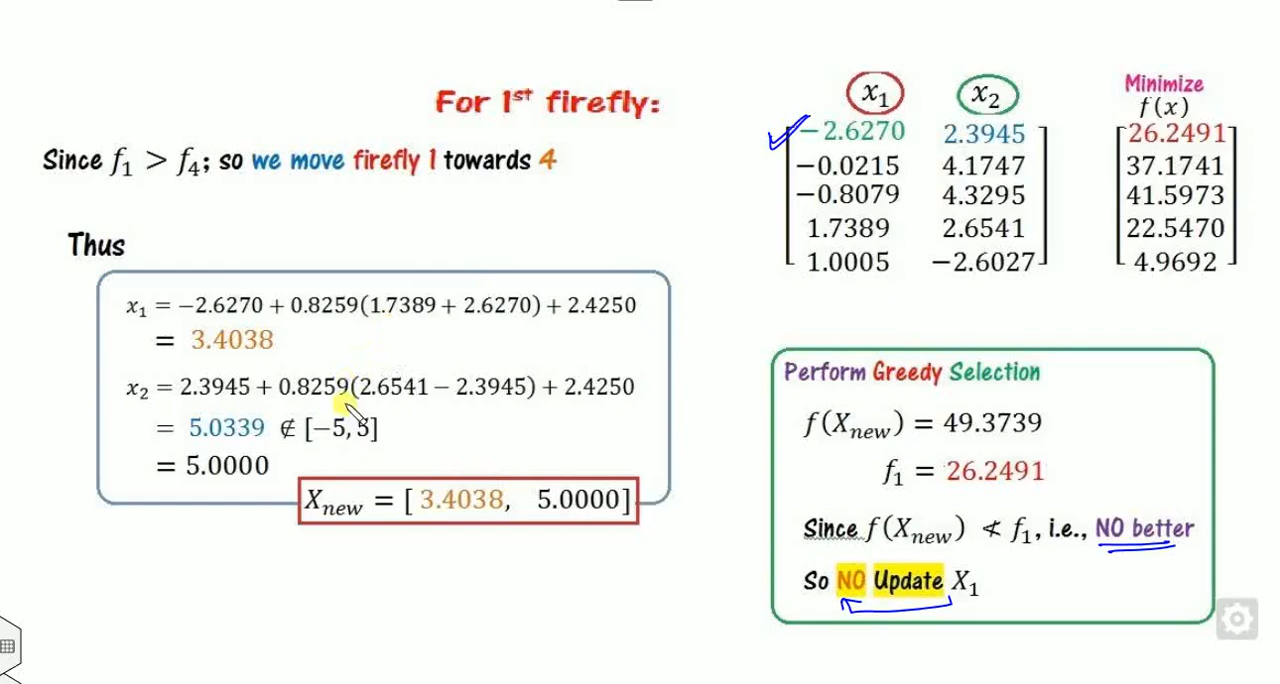 For 1st firefly:
Since f₁ > f₄; so we move firefly 1 towards 4
Thus
x₁ = −2.6270 + 0.8259(1.7389 + 2.6270) + 2.4250
= 3.4038
x₂ = 2.3945 + 0.8259(2.6541 − 2.3945) + 2.4250
= 5.0339 ∉ [−5, 5]
= 5.0000
Xnew = [ 3.4038, 5.0000]
x₁ x₂ Minimize f(x)
−2.6270 2.3945 26.2491
−0.0215 4.1747 37.1741
−0.8079 4.3295 41.5973
1.7389 2.6541 22.5470
1.0005 −2.6027 4.9692
Perform Greedy Selection
f(Xnew) = 49.3739
f₁ = 26.2491
Since f(Xnew) ≮ f₁, i.e., NO better
So NO Update X₁